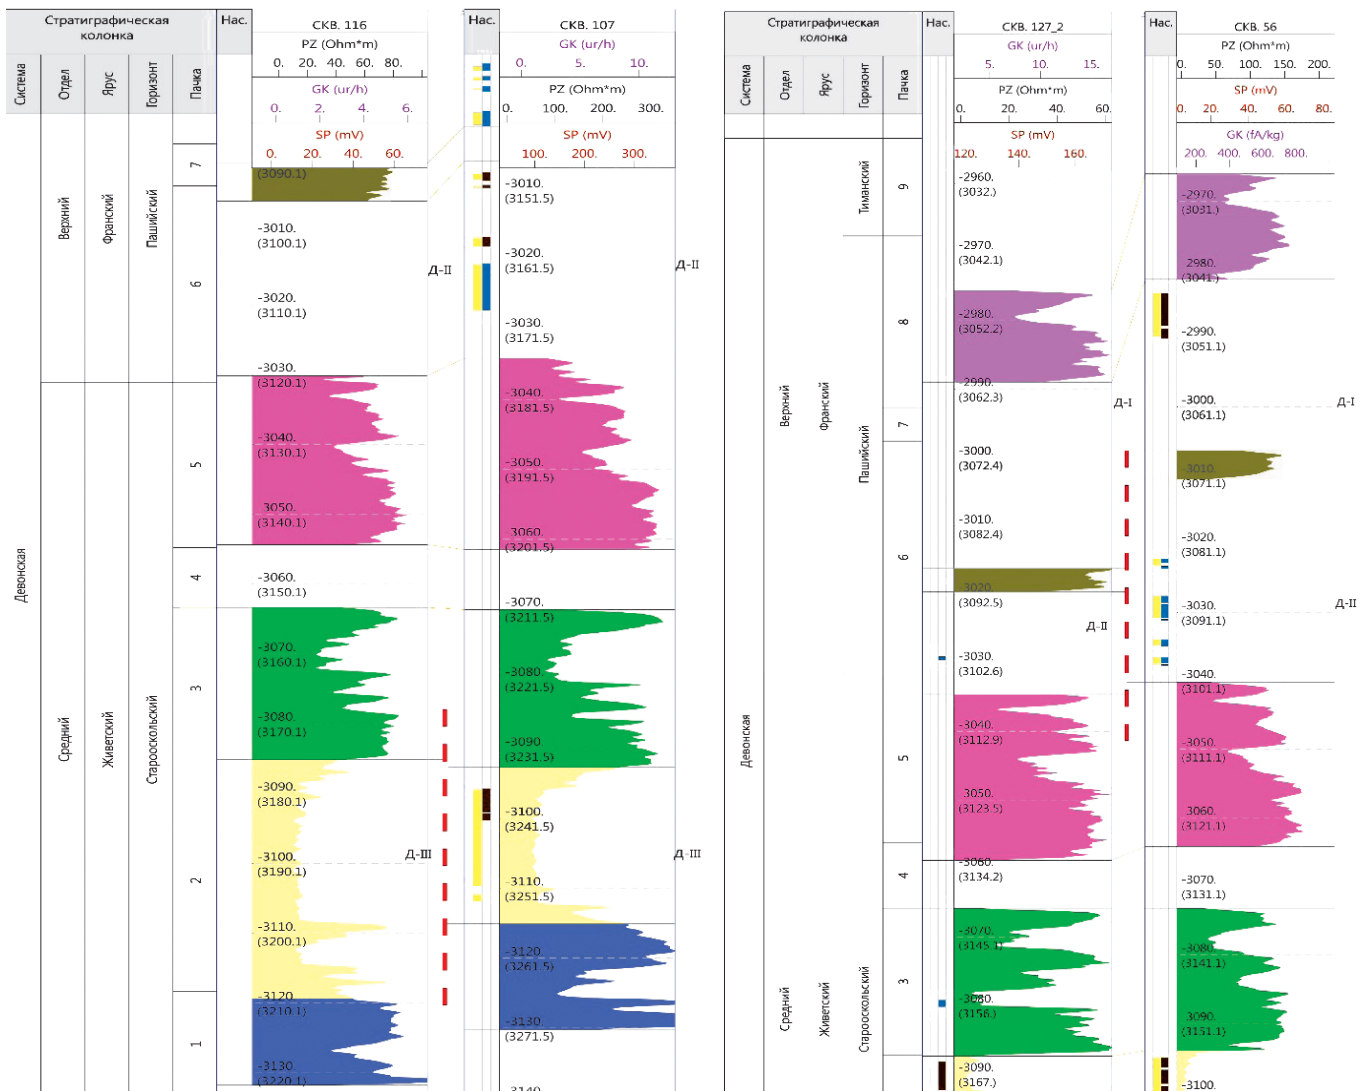 Стратиграфическая
колонка
Нас.
СКВ. 116
PZ (Ohm*m)
0. 20. 40. 60. 80.
GK (ur/h)
0. 2. 4. 6.
SP (mV)
0. 20. 40. 60.
Система
Отдел
Ярус
Горизонт
Пачка
Девонская
Верхний
Франский
Пашийский
Средний
Живетский
Старооскольский
7
6
5
4
3
2
1
(3090.1)
-3010.
(3100.1)
-3020.
(3110.1)
-3030.
(3120.1)
-3040.
(3130.1)
-3050.
(3140.1)
-3060.
(3150.1)
-3070.
(3160.1)
-3080.
(3170.1)
-3090.
(3180.1)
-3100.
(3190.1)
-3110.
(3200.1)
-3120.
(3210.1)
-3130.
(3220.1)
Д-II
Д-III
Нас.
СКВ. 107
GK (ur/h)
0. 5. 10.
PZ (Ohm*m)
0. 100. 200. 300.
SP (mV)
100. 200. 300.
-3010.
(3151.5)
-3020.
(3161.5)
-3030.
(3171.5)
-3040.
(3181.5)
-3050.
(3191.5)
-3060.
(3201.5)
-3070.
(3211.5)
-3080.
(3221.5)
-3090.
(3231.5)
-3100.
(3241.5)
-3110.
(3251.5)
-3120.
(3261.5)
-3130.
(3271.5)
-3140.
Д-II
Д-III
Стратиграфическая
колонка
Нас.
СКВ. 127_2
GK (ur/h)
5. 10. 15.
PZ (Ohm*m)
0. 20. 40. 60.
SP (mV)
120. 140. 160.
Система
Отдел
Ярус
Горизонт
Пачка
Девонская
Верхний
Франский
Тиманский
Пашийский
Средний
Живетский
Старооскольский
9
8
7
6
5
4
3
-2960.
(3032.)
-2970.
(3042.1)
-2980.
(3052.2)
-2990.
(3062.3)
-3000.
(3072.4)
-3010.
(3082.4)
-3020.
(3092.5)
-3030.
(3102.6)
-3040.
(3112.9)
-3050.
(3123.5)
-3060.
(3134.2)
-3070.
(3145.1)
-3080.
(3156.)
-3090.
(3167.)
Д-I
Д-II
Нас.
СКВ. 56
PZ (Ohm*m)
0. 50. 100. 150. 200.
SP (mV)
0. 20. 40. 60. 80.
GK (fA/kg)
200. 400. 600. 800.
-2970.
(3031.)
-2980.
(3041.)
-2990.
(3051.1)
-3000.
(3061.1)
-3010.
(3071.1)
-3020.
(3081.1)
-3030.
(3091.1)
-3040.
(3101.1)
-3050.
(3111.1)
-3060.
(3121.1)
-3070.
(3131.1)
-3080.
(3141.1)
-3090.
(3151.1)
-3100.
Д-I
Д-II